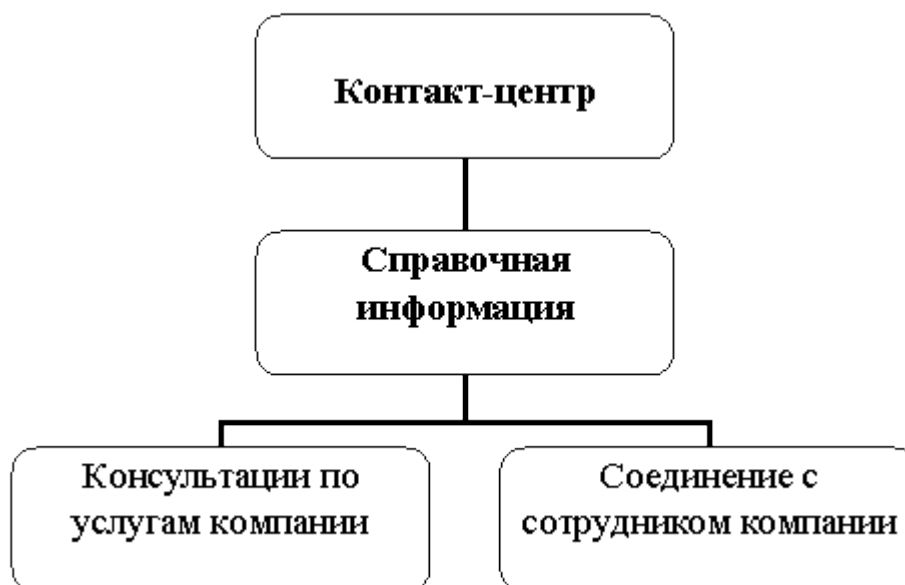 Контакт-центр
Справочная
информация
Консультации по
услугам компании
Соединение с
сотрудником компании